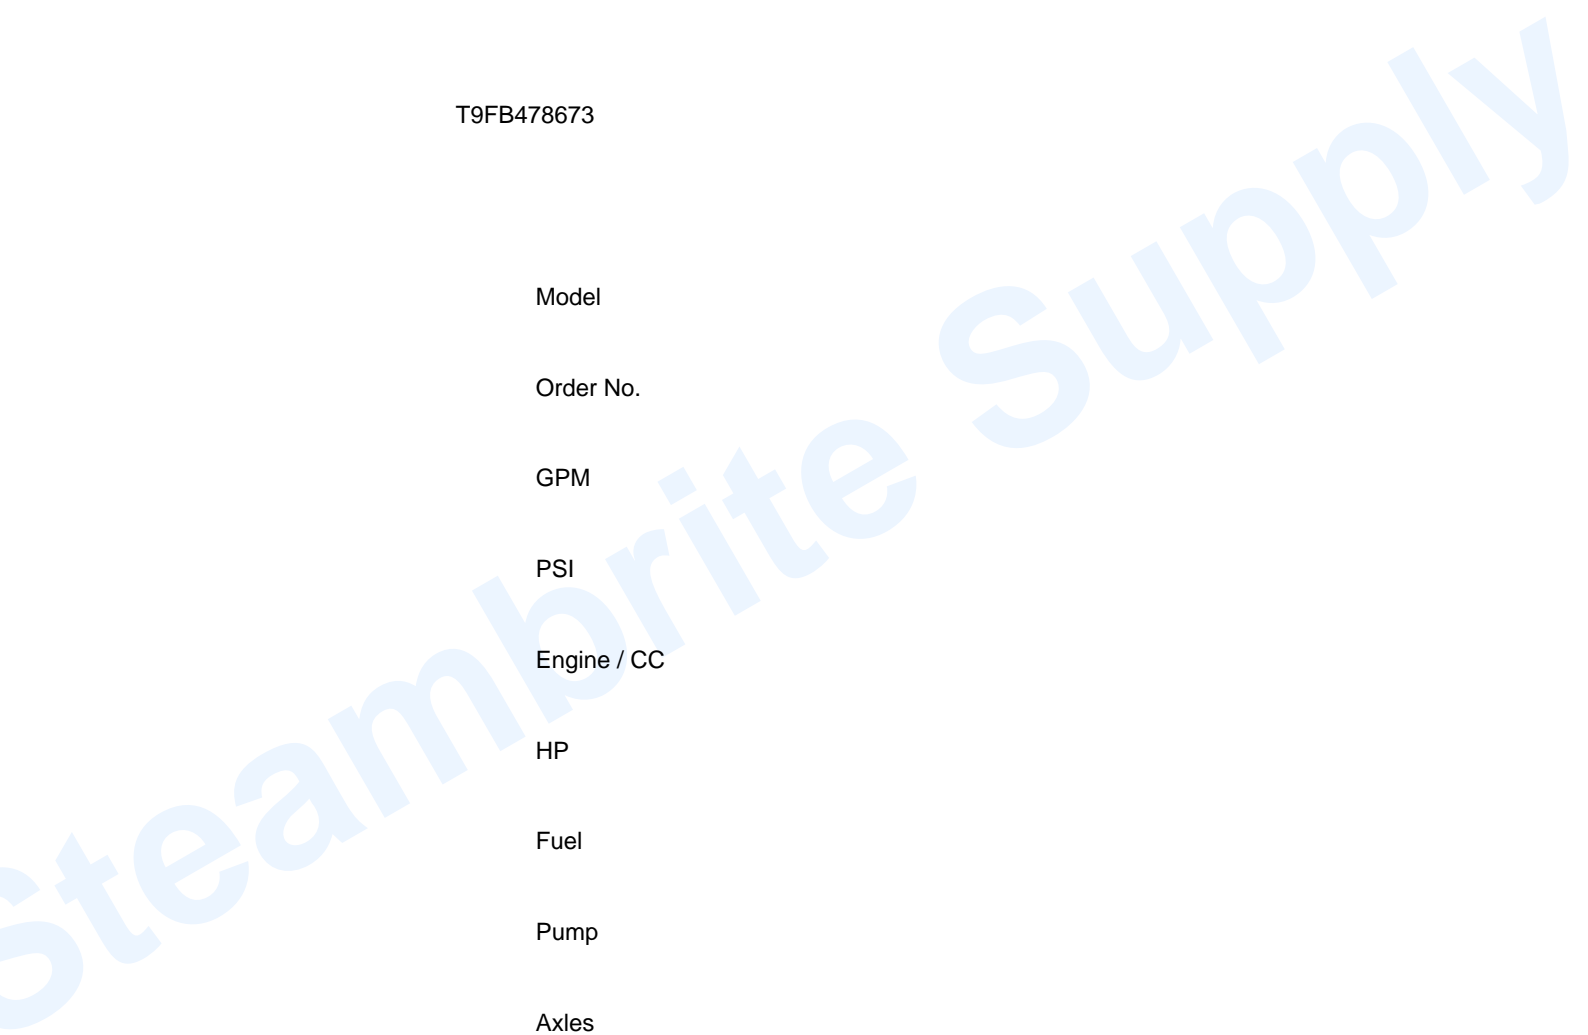 T9FB478673
Model
Order No.
GPM
PSI
Engine / CC
HP
Fuel
Pump
Axles
Steambrite Supply